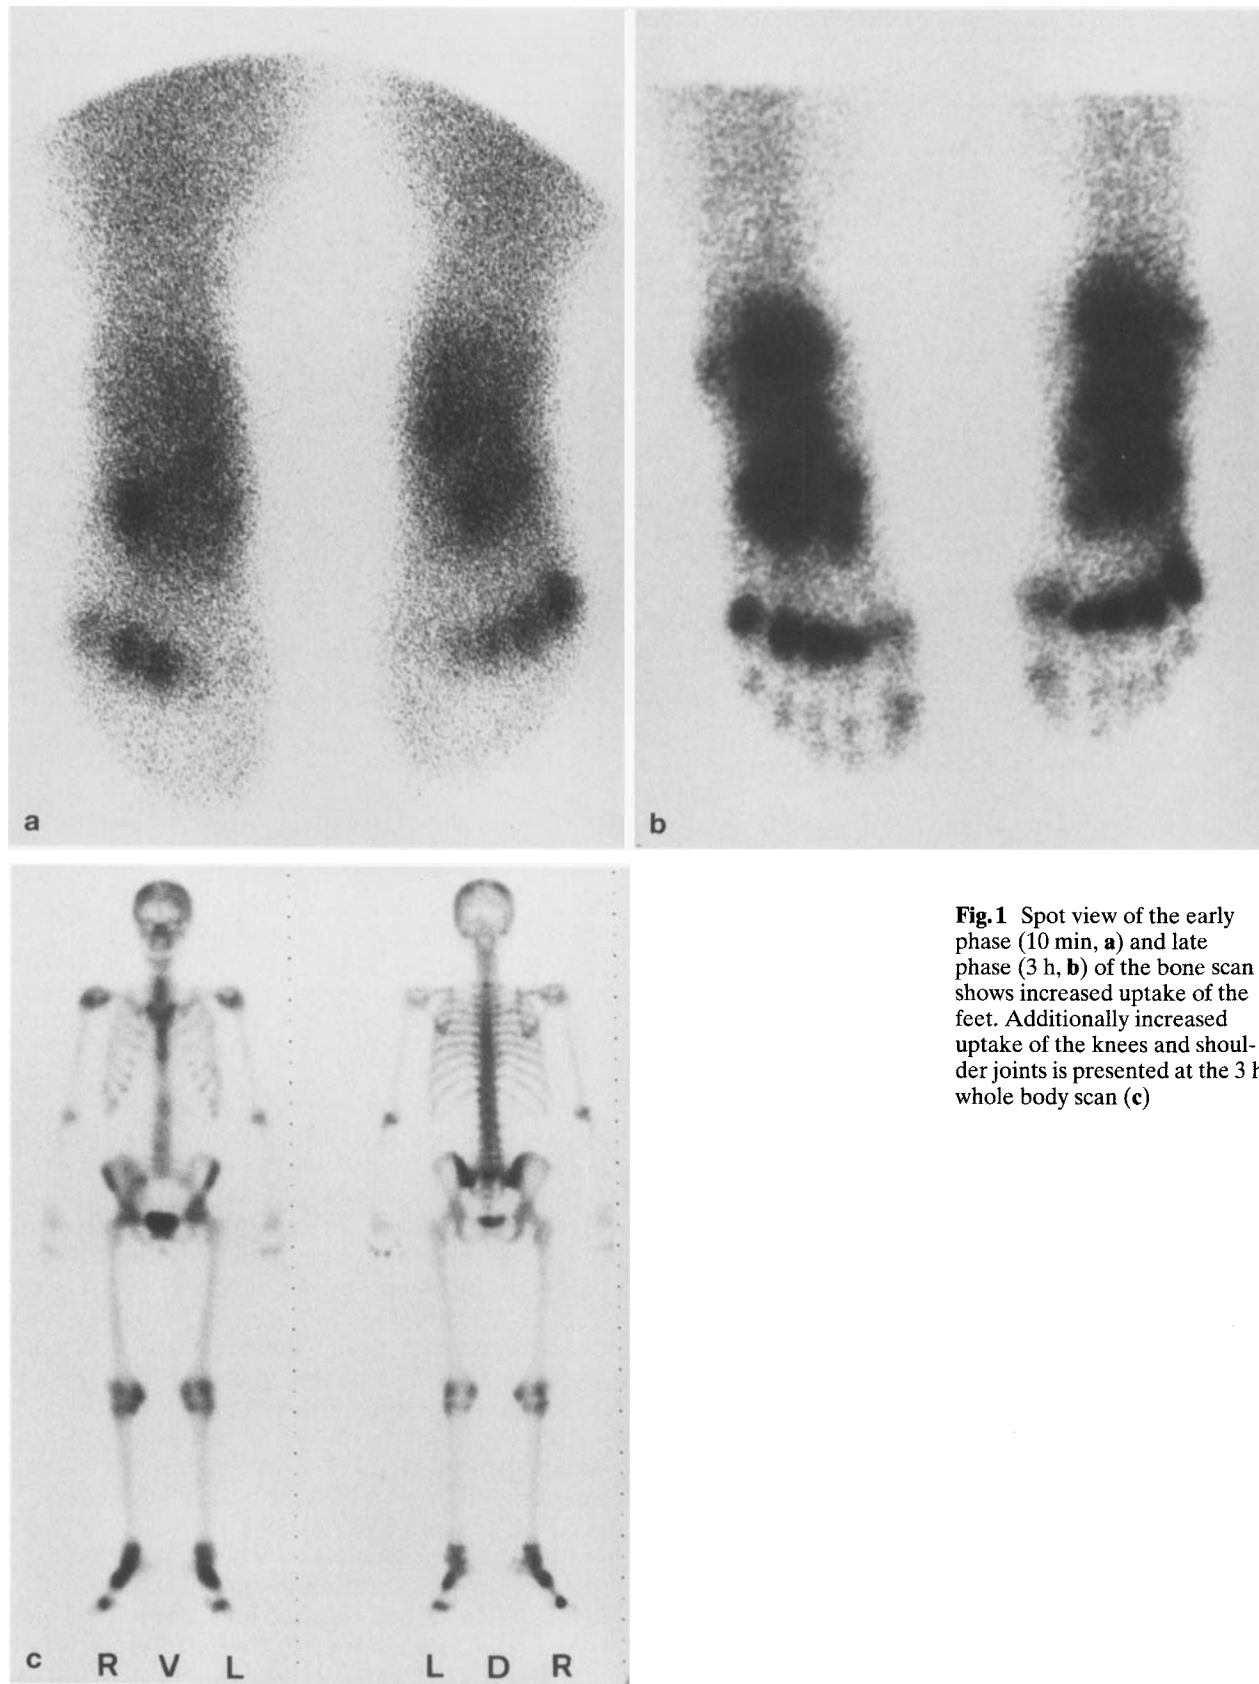 a
b
Fig.1 Spot view of the early
phase (10 min, a) and late
phase (3 h, b) of the bone scan
shows increased uptake of the
feet. Additionally increased
uptake of the knees and shoul-
der joints is presented at the 3 h
whole body scan (c)
c R V L L D R